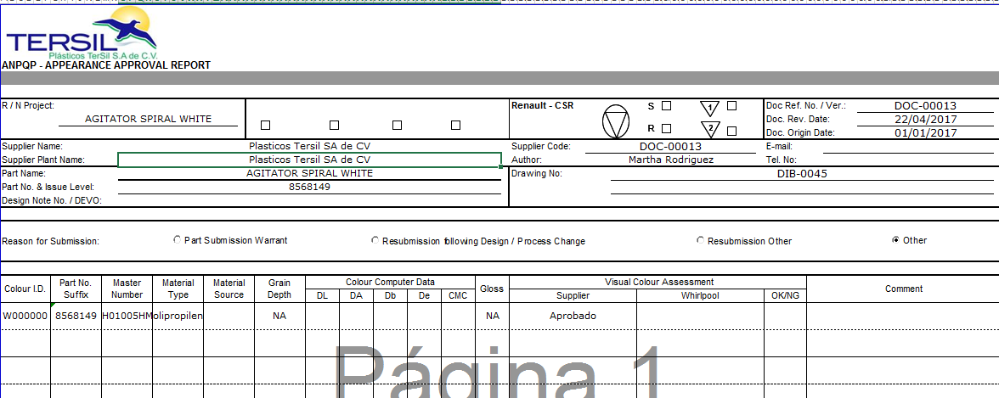 TERSIL
Plásticos TerSil S.A de C.V.
ANPQP - APPEARANCE APPROVAL REPORT
R / N Project:
AGITATOR SPIRAL WHITE
Renault - CSR
S
1
R
2
Doc Ref. No. / Ver.: DOC-00013
Doc. Rev. Date: 22/04/2017
Doc. Origin Date: 01/01/2017
Supplier Name: Plasticos Tersil SA de CV
Supplier Code: DOC-00013
E-mail:
Supplier Plant Name: Plasticos Tersil SA de CV
Author: Martha Rodriguez
Tel. No:
Part Name: AGITATOR SPIRAL WHITE
Drawing No: DIB-0045
Part No. & Issue Level: 8568149
Design Note No. / DEVO:
Reason for Submission: Part Submission Warrant Resubmission following Design / Process Change Resubmission Other Other
Colour I.D. Part No. Suffix Master Number Material Type Material Source Grain Depth Colour Computer Data Gloss Visual Colour Assessment Comment
DL DA Db De CMC Supplier Whirlpool OK/NG
W000000 8568149 H01005HM olipropilen NA NA Aprobado
Página 1